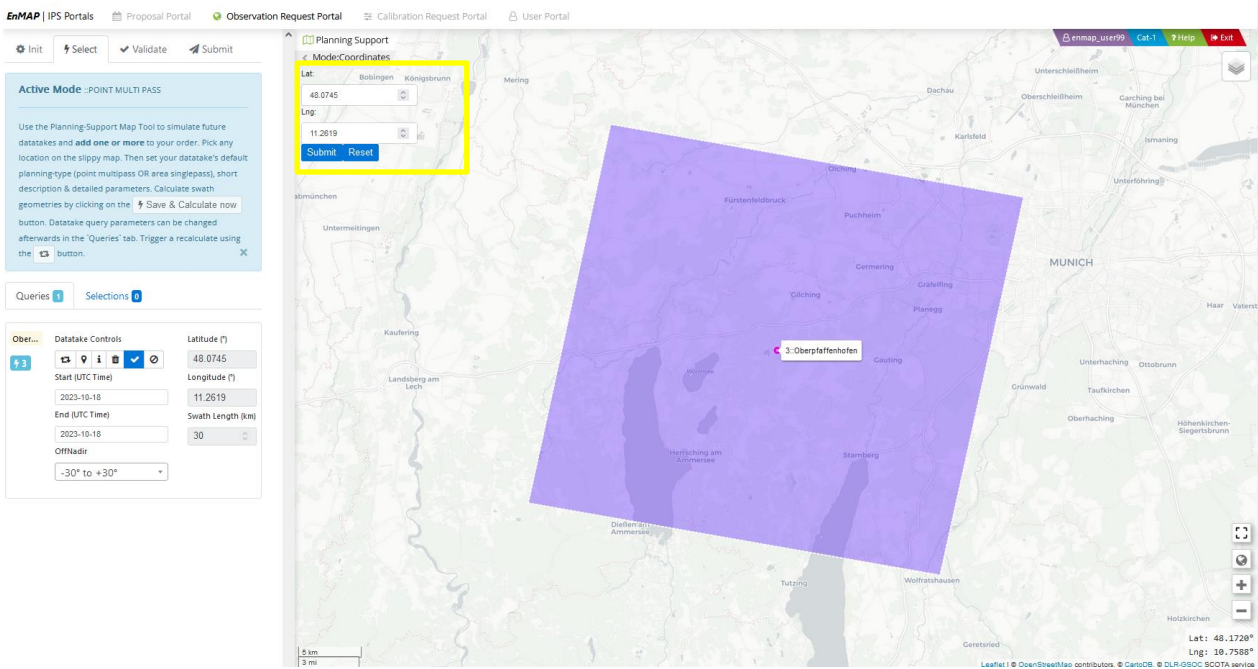 EnMAP | IPS Portals
Proposal Portal
Observation Request Portal
Calibration Request Portal
User Portal
Init
Select
Validate
Submit
Active Mode ::POINT MULTI PASS
Use the Planning-Support Map Tool to simulate future
datatakes and add one or more to your order. Pick any
location on the slippy map. Then set your datatake's default
planning-type (point multipass OR area singlepass), short
description & detailed parameters. Calculate swath
geometries by clicking on the Save & Calculate now
button. Datatake query parameters can be changed
afterwards in the `Queries` tab. Trigger a recalculate using
the button.
Queries 1
Selections 0
Ober...
3
Datatake Controls
Start (UTC Time)
2023-10-18
End (UTC Time)
2023-10-18
OffNadir
-30° to +30°
Latitude (°)
48.0745
Longitude (°)
11.2619
Swath Length (km)
30
Planning Support
Mode:Coordinates
Lat:
48.0745
Lng:
11.2619
Submit Reset
enmap_user99
Cat-1
? Help
Exit
Bobingen
Königsbrunn
Mering
Dachau
Unterschleißheim
Oberschleißheim
Garching bei
München
Karlsfeld
Ismaning
Olching
Unterföhring
abmünchen
Fürstenfeldbruck
Puchheim
Untermeitingen
MUNICH
Germering
Gräfelfing
Gilching
Planegg
Haar
Vaterst
Kaufering
3::Oberpfaffenhofen
Gauting
Wörthsee
Unterhaching
Ottobrunn
Landsberg am
Lech
Grünwald
Taufkirchen
Oberhaching
Höhenkirchen-
Siegertsbrunn
Herrsching am
Ammersee
Starnberg
Dießen am
Ammersee
Tutzing
Wolfratshausen
Holzkirchen
Geretsried
5 km
3 mi
Lat: 48.1720°
Lng: 10.7588°
Leaflet | © OpenStreetMap contributors, © CartoDB, © DLR-GSOC SCOTA service